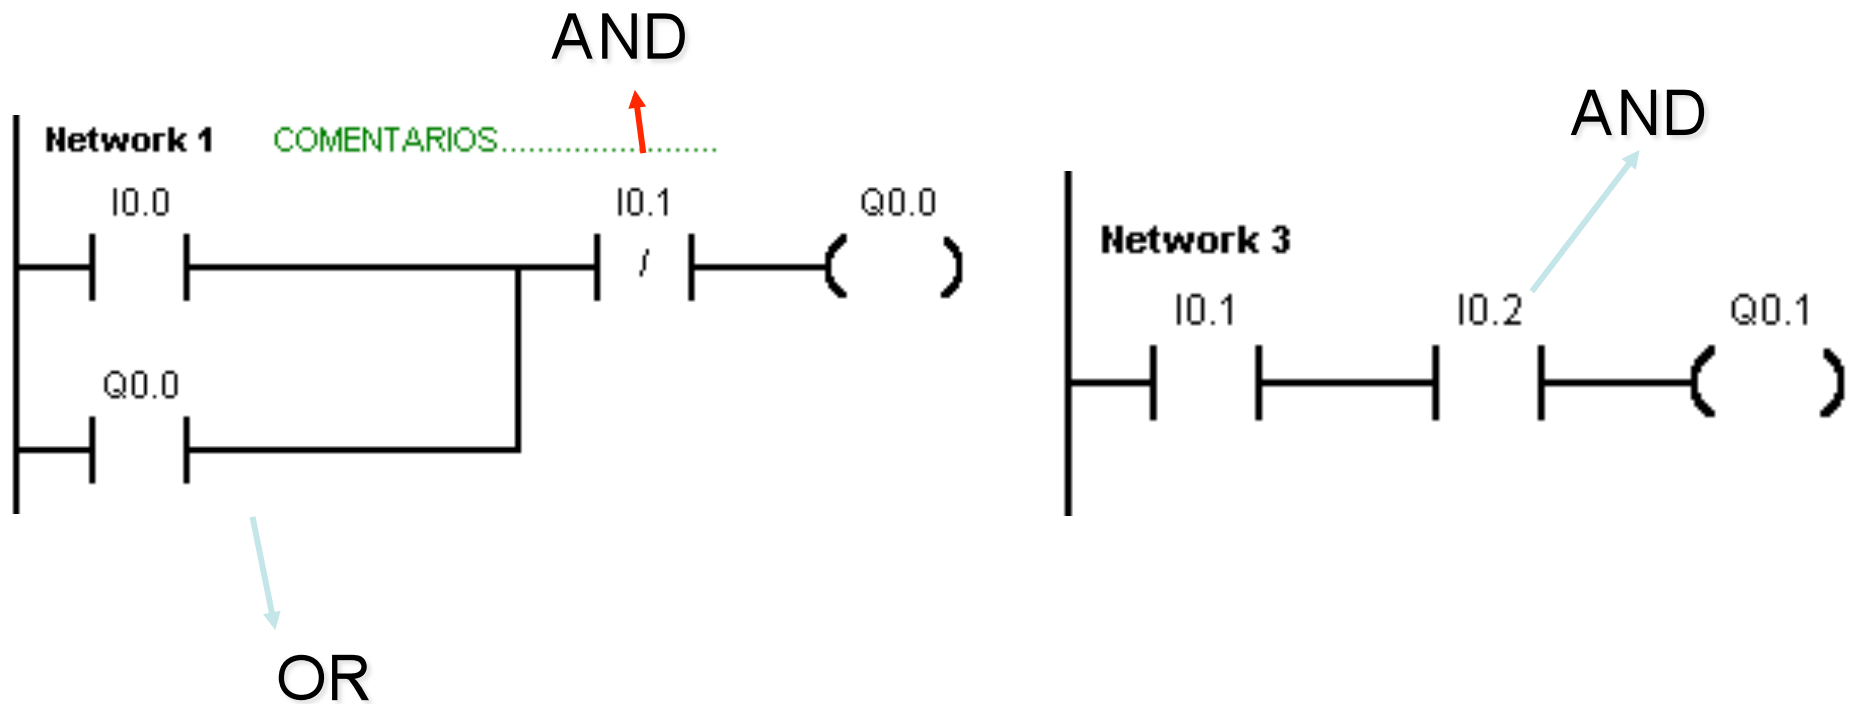 AND
Network 1 COMENTARIOS........................
I0.0 I0.1 Q0.0
/
Q0.0
OR
AND
Network 3
I0.1 I0.2 Q0.1